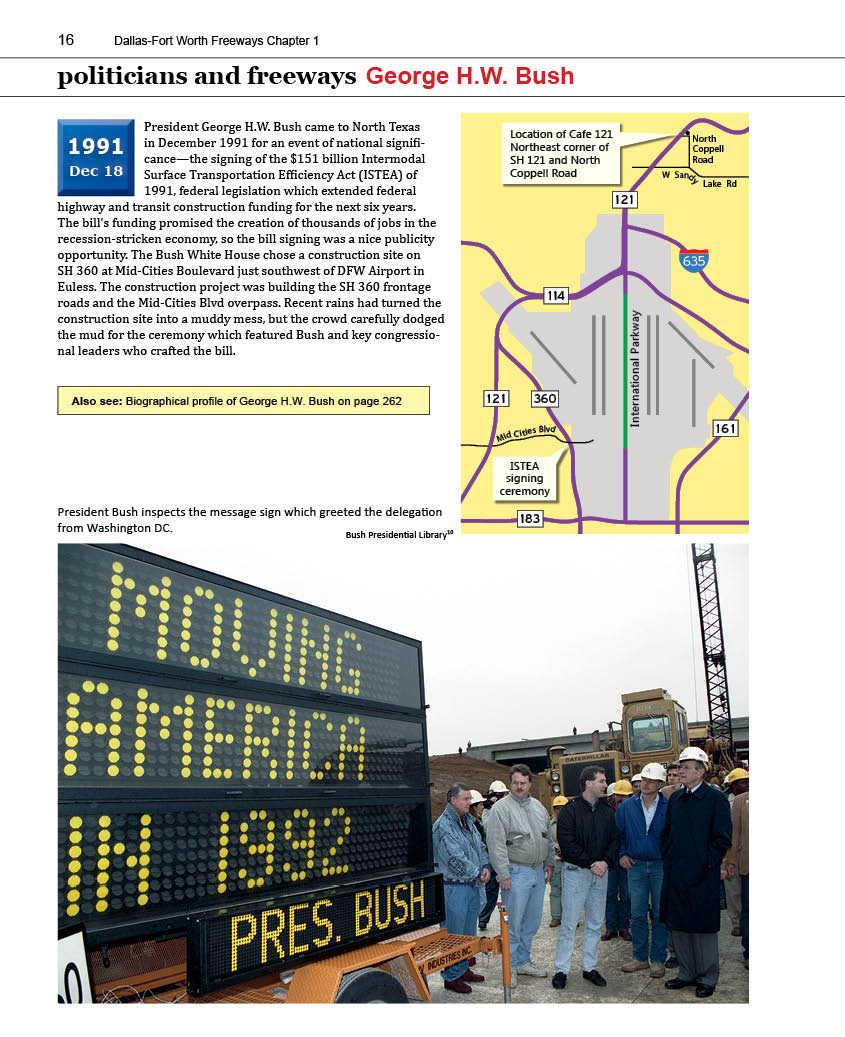 16 Dallas-Fort Worth Freeways Chapter 1
politicians and freeways George H.W. Bush
1991
Dec 18
President George H.W. Bush came to North Texas
in December 1991 for an event of national signifi-
cance—the signing of the $151 billion Intermodal
Surface Transportation Efficiency Act (ISTEA) of
1991, federal legislation which extended federal
highway and transit construction funding for the next six years.
The bill's funding promised the creation of thousands of jobs in the
recession-stricken economy, so the bill signing was a nice publicity
opportunity. The Bush White House chose a construction site on
SH 360 at Mid-Cities Boulevard just southwest of DFW Airport in
Euless. The construction project was building the SH 360 frontage
roads and the Mid-Cities Blvd overpass. Recent rains had turned the
construction site into a muddy mess, but the crowd carefully dodged
the mud for the ceremony which featured Bush and key congressio-
nal leaders who crafted the bill.
Also see: Biographical profile of George H.W. Bush on page 262
Location of Cafe 121
Northeast corner of
SH 121 and North
Coppell Road
North
Coppell
Road
W Sandy Lake Rd
121
635
114
International Parkway
121
360
161
Mid Cities Blvd
ISTEA
signing
ceremony
183
President Bush inspects the message sign which greeted the delegation
from Washington DC.
Bush Presidential Library¹⁰
MOVING
AMERICA
IN 1992
PRES. BUSH
CATERPILLAR
INDUSTRIES INC.